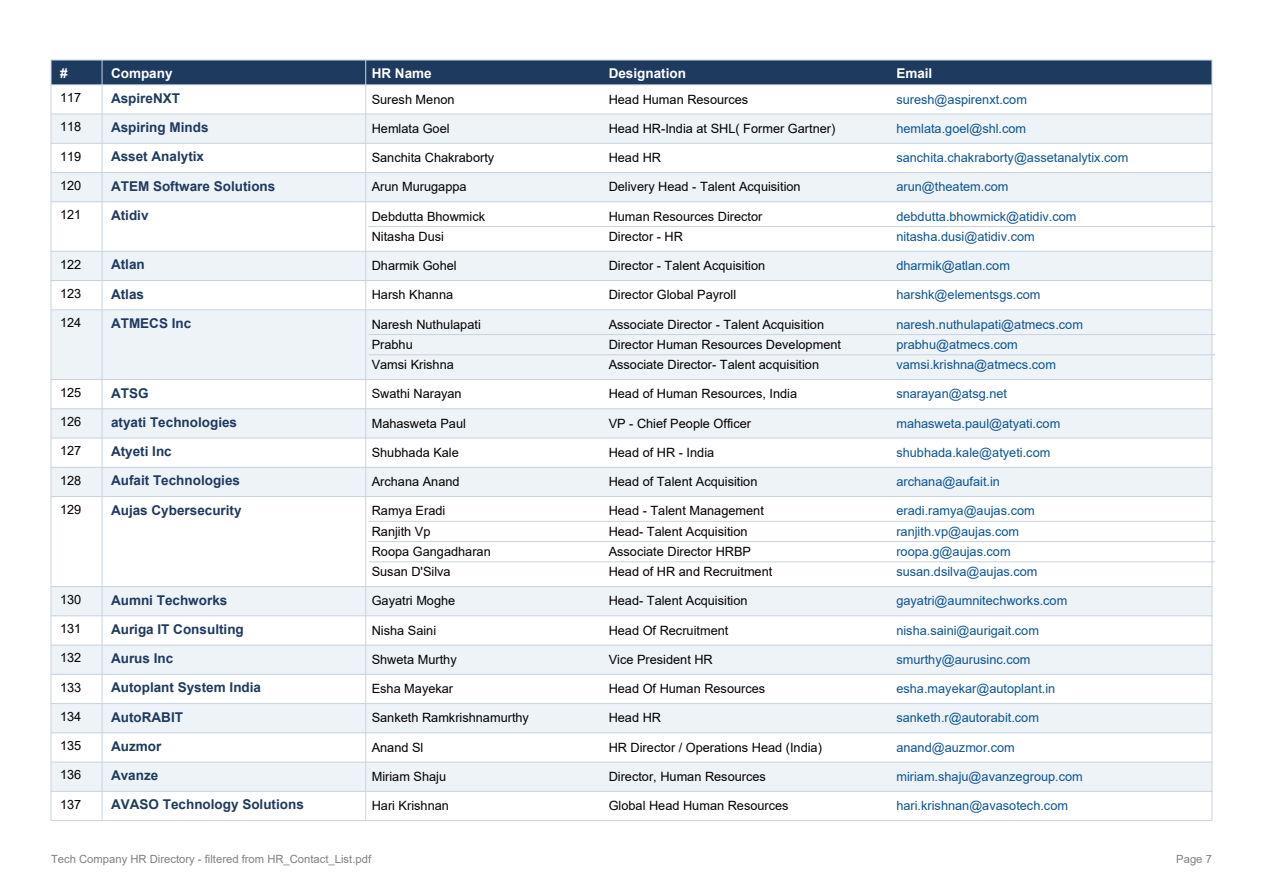 # Company HR Name Designation Email
117 AspireNXT Suresh Menon Head Human Resources suresh@aspirenxt.com
118 Aspiring Minds Hemlata Goel Head HR-India at SHL( Former Gartner) hemlata.goel@shl.com
119 Asset Analytix Sanchita Chakraborty Head HR sanchita.chakraborty@assetanalytix.com
120 ATEM Software Solutions Arun Murugappa Delivery Head - Talent Acquisition arun@theatem.com
121 Atidiv Debdutta Bhowmick Human Resources Director debdutta.bhowmick@atidiv.com
Nitasha Dusi Director - HR nitasha.dusi@atidiv.com
122 Atlan Dharmik Gohel Director - Talent Acquisition dharmik@atlan.com
123 Atlas Harsh Khanna Director Global Payroll harshk@elementsgs.com
124 ATMECS Inc Naresh Nuthulapati Associate Director - Talent Acquisition naresh.nuthulapati@atmecs.com
Prabhu Director Human Resources Development prabhu@atmecs.com
Vamsi Krishna Associate Director- Talent acquisition vamsi.krishna@atmecs.com
125 ATSG Swathi Narayan Head of Human Resources, India snarayan@atsg.net
126 atyati Technologies Mahasweta Paul VP - Chief People Officer mahasweta.paul@atyati.com
127 Atyeti Inc Shubhada Kale Head of HR - India shubhada.kale@atyeti.com
128 Aufait Technologies Archana Anand Head of Talent Acquisition archana@aufait.in
129 Aujas Cybersecurity Ramya Eradi Head - Talent Management eradi.ramya@aujas.com
Ranjith Vp Head- Talent Acquisition ranjith.vp@aujas.com
Roopa Gangadharan Associate Director HRBP roopa.g@aujas.com
Susan D'Silva Head of HR and Recruitment susan.dsilva@aujas.com
130 Aumni Techworks Gayatri Moghe Head- Talent Acquisition gayatri@aumnitechworks.com
131 Auriga IT Consulting Nisha Saini Head Of Recruitment nisha.saini@aurigait.com
132 Aurus Inc Shweta Murthy Vice President HR smurthy@aurusinc.com
133 Autoplant System India Esha Mayekar Head Of Human Resources esha.mayekar@autoplant.in
134 AutoRABIT Sanketh Ramkrishnamurthy Head HR sanketh.r@autorabit.com
135 Auzmor Anand Sl HR Director / Operations Head (India) anand@auzmor.com
136 Avanze Miriam Shaju Director, Human Resources miriam.shaju@avanzegroup.com
137 AVASO Technology Solutions Hari Krishnan Global Head Human Resources hari.krishnan@avasotech.com
Tech Company HR Directory - filtered from HR_Contact_List.pdf Page 7